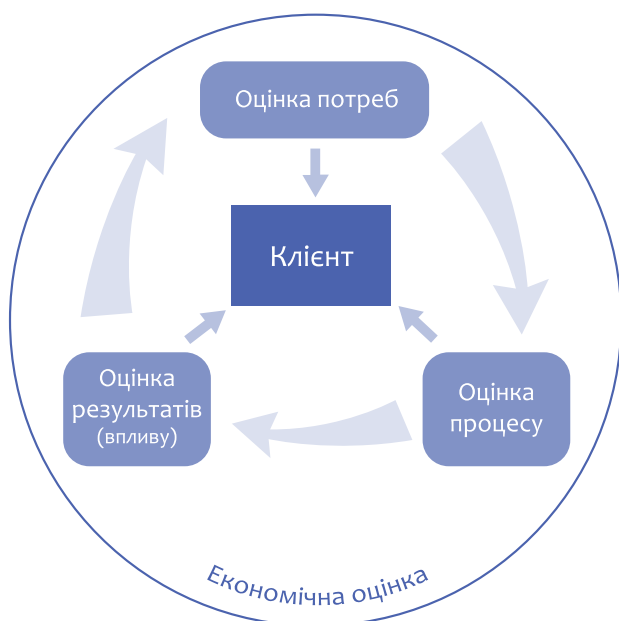 Оцінка потреб
Клієнт
Оцінка
результатів
(впливу)
Оцінка
процесу
Економічна оцінка